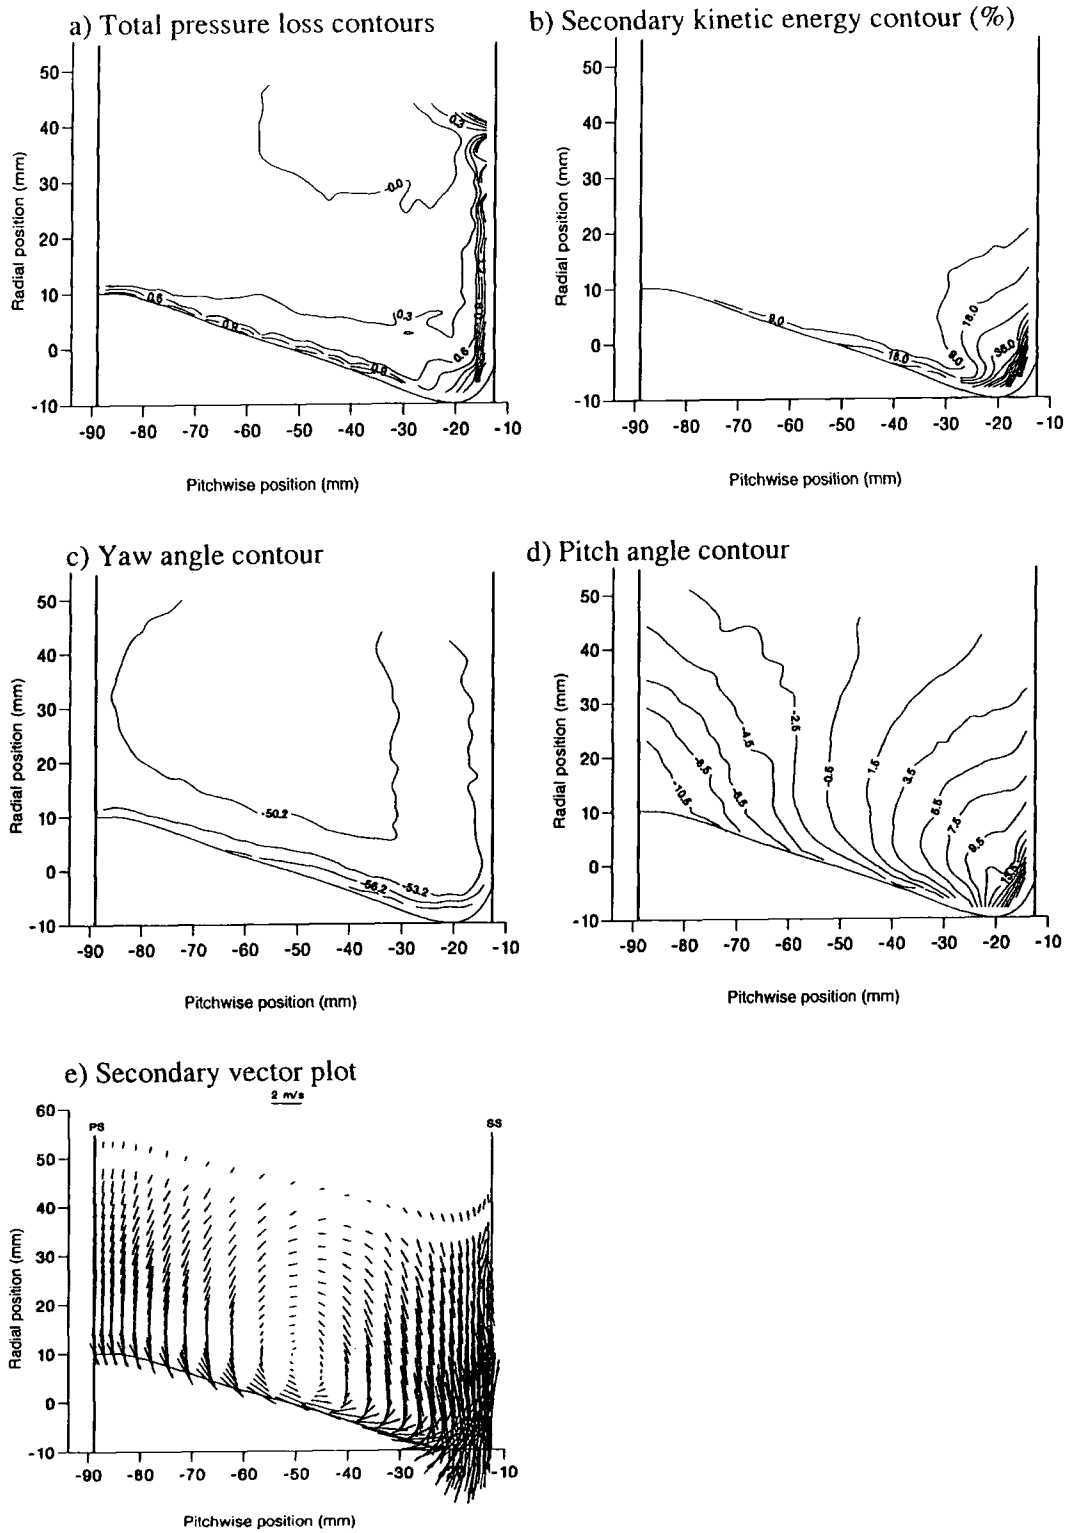 a) Total pressure loss contours
b) Secondary kinetic energy contour (%)
50
40
30
20
10
0
-10
Radial position (mm)
0.3
-0.0
0.6
0.9
0.3
0.6
0.9
-90 -80 -70 -60 -50 -40 -30 -20 -10
Pitchwise position (mm)
50
40
30
20
10
0
-10
Radial position (mm)
9.0
18.0
18.0
9.0
36.0
-90 -80 -70 -60 -50 -40 -30 -20 -10
Pitchwise position (mm)
c) Yaw angle contour
d) Pitch angle contour
50
40
30
20
10
0
-10
Radial position (mm)
-50.2
-53.2
-56.2
-90 -80 -70 -60 -50 -40 -30 -20 -10
Pitchwise position (mm)
50
40
30
20
10
0
-10
Radial position (mm)
-2.5
-4.5
-6.5
-8.5
-10.5
-0.5
1.5
3.5
5.5
7.5
9.5
-90 -80 -70 -60 -50 -40 -30 -20 -10
Pitchwise position (mm)
e) Secondary vector plot
2 m/s
PS
SS
60
50
40
30
20
10
0
-10
Radial position (mm)
-90 -80 -70 -60 -50 -40 -30 -20 -10
Pitchwise position (mm)